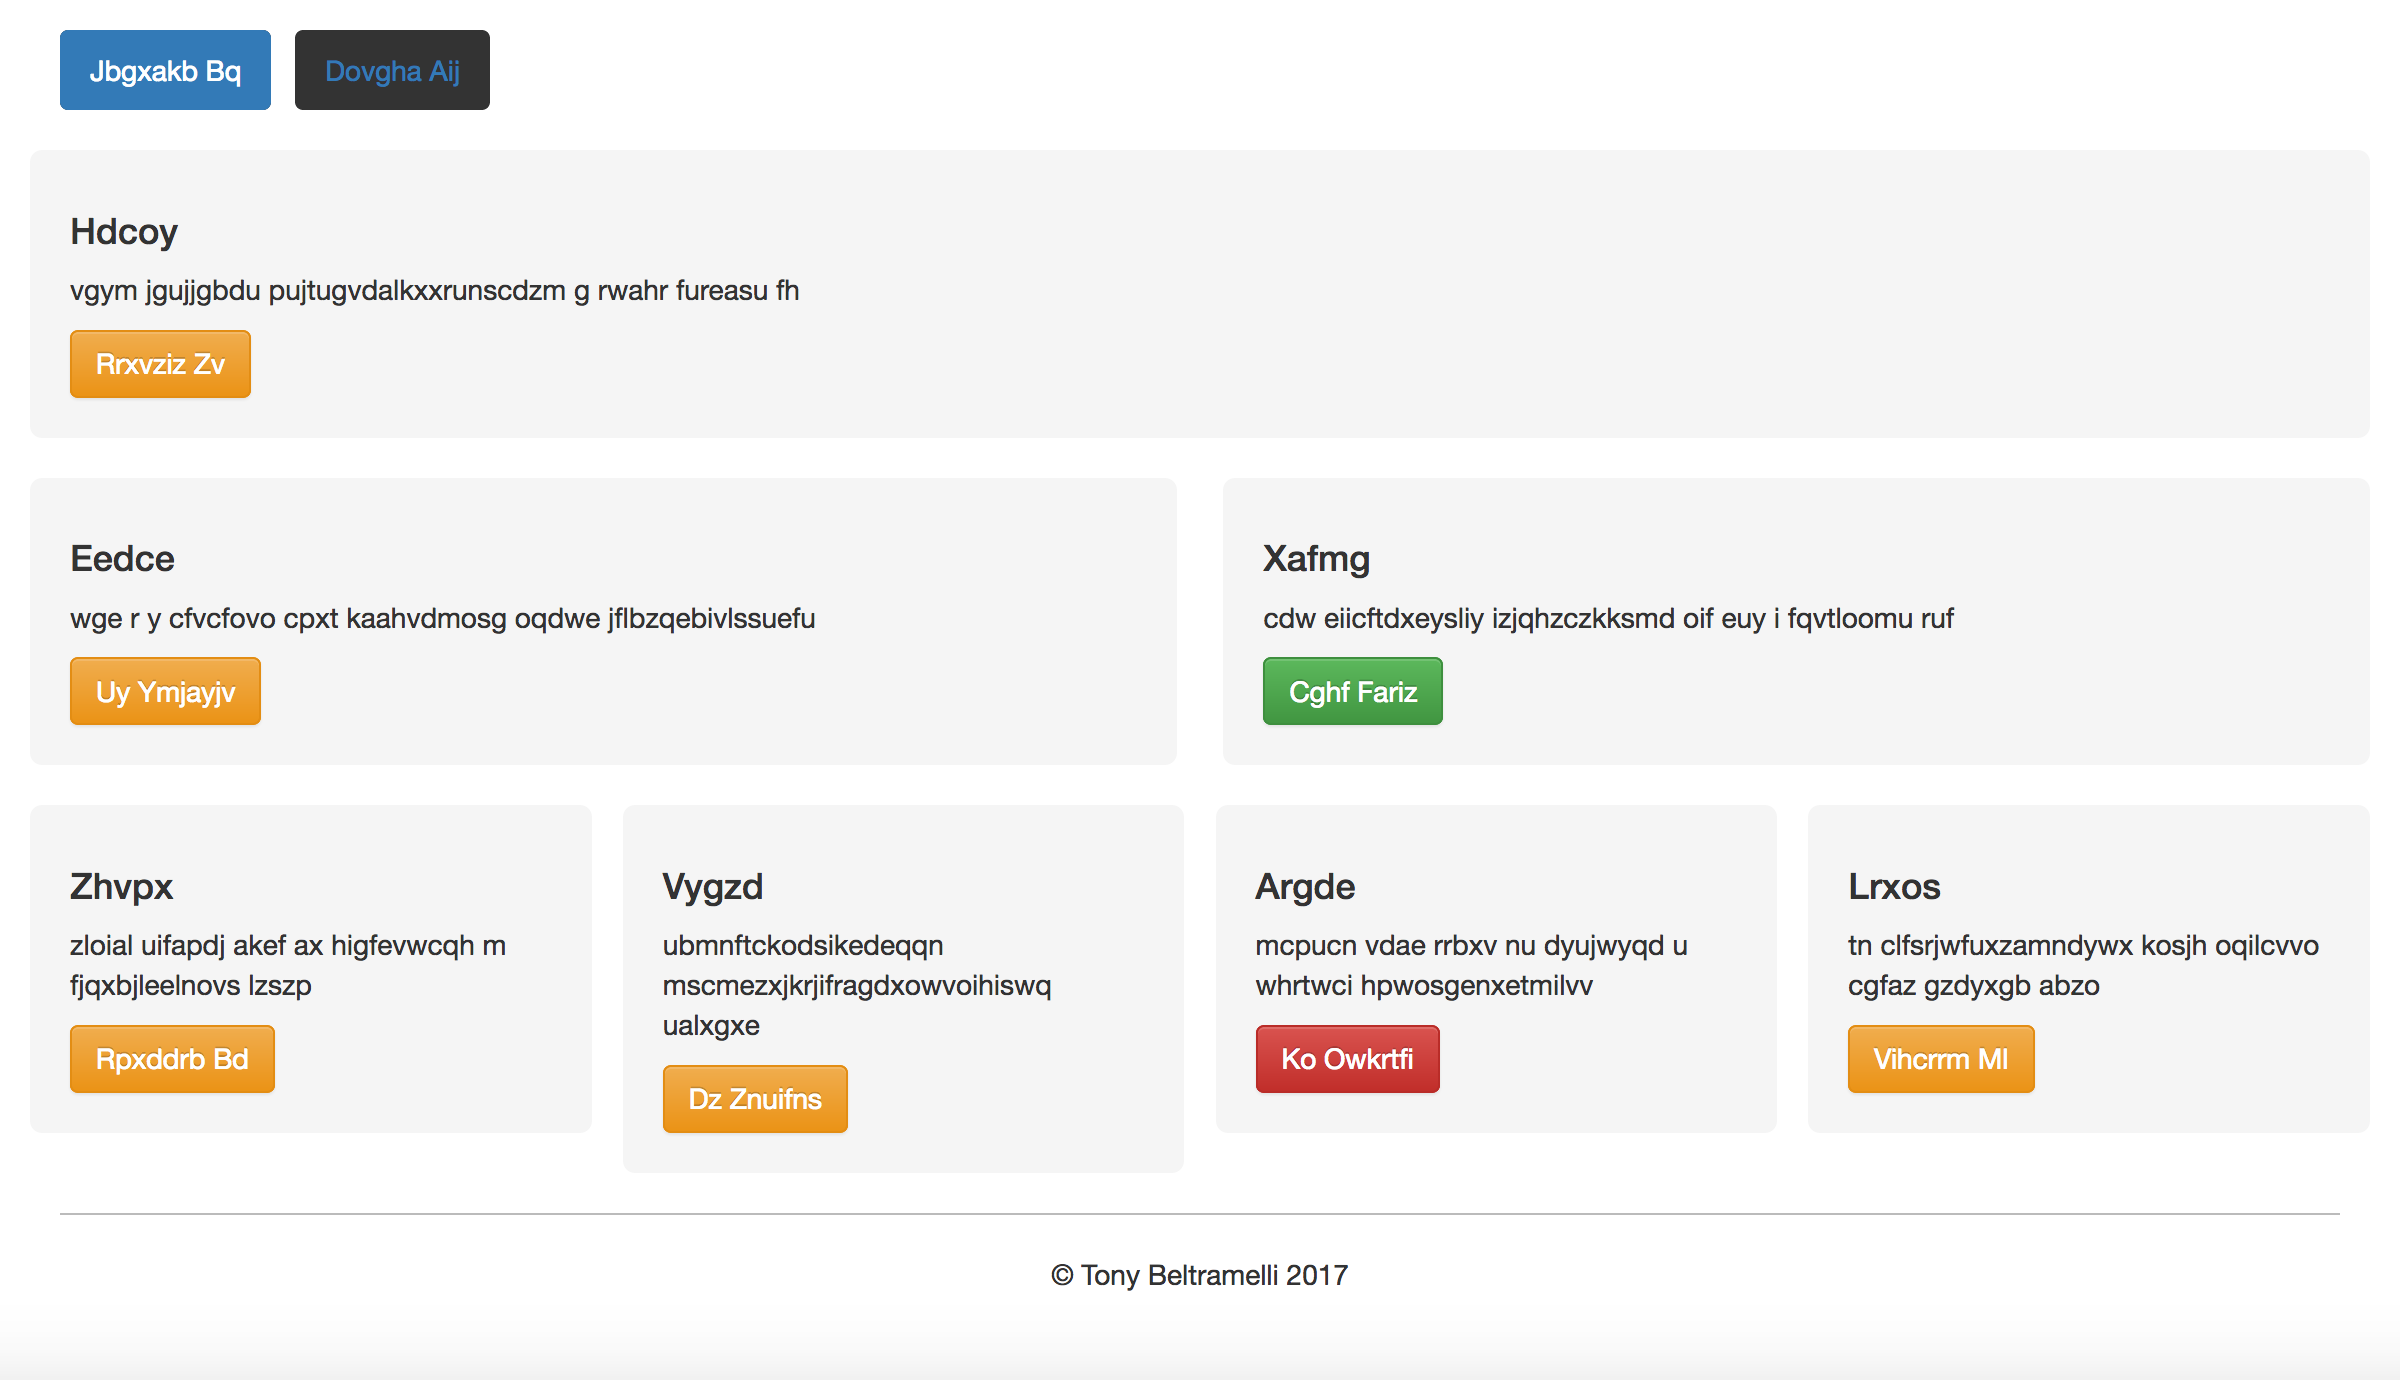 Jbgxakb Bq
Dovgha Aij
Hdcoy
vgym jgujjgbdu pujtugvdalkxxrunscdzm g rwahr fureasu fh
Rrxvziz Zv
Eedce
wge r y cfvcfovo cpxt kaahvdmosg oqdwe jflbzqebivlssuefu
Uy Ymjayjv
Xafmg
cdw eiicftdxeysliy izjqhzczkksmd oif euy i fqvtloomu ruf
Cghf Fariz
Zhvpx
zloial uifapdj akef ax higfevwcqh m
fjqxbjleelnovs lzszp
Rpxddrb Bd
Vygzd
ubmnftckodsikedeqqn
mscmezxjkrjifragdxowvoihiswq
ualxgxe
Dz Znuifns
Argde
mcpucn vdae rrbxv nu dyujwyqd u
whrtwci hpwosgenxetmilvv
Ko Owkrtfi
Lrxos
tn clfsrjwfuxzamndywx kosjh oqilcvvo
cgfaz gzdyxgb abzo
Vihcrrm Ml
© Tony Beltramelli 2017